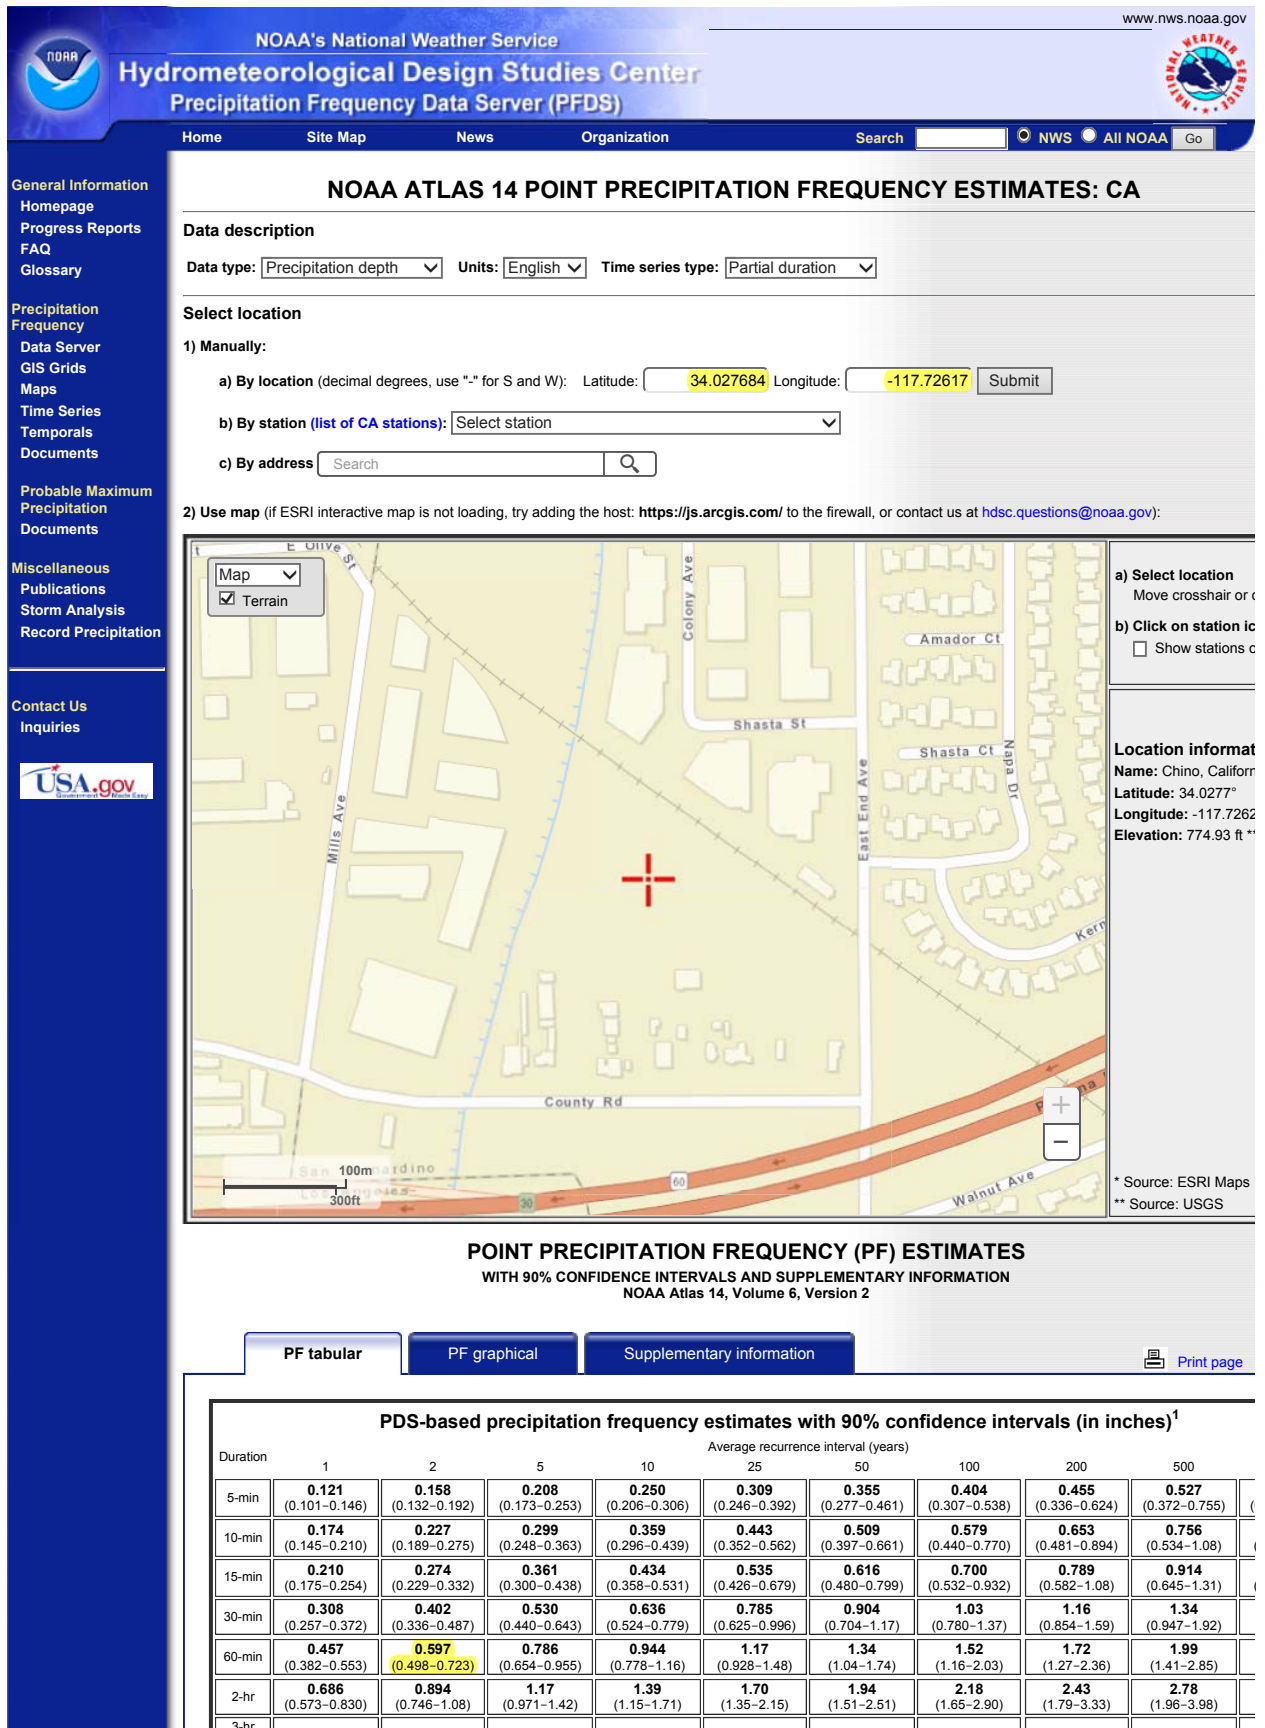 www.nws.noaa.gov
NOAA
NOAA's National Weather Service
Hydrometeorological Design Studies Center
Precipitation Frequency Data Server (PFDS)
NATIONAL WEATHER SERVICE
Home Site Map News Organization Search NWS All NOAA Go
General Information
Homepage
Progress Reports
FAQ
Glossary
Precipitation
Frequency
Data Server
GIS Grids
Maps
Time Series
Temporals
Documents
Probable Maximum
Precipitation
Documents
Miscellaneous
Publications
Storm Analysis
Record Precipitation
Contact Us
Inquiries
USA.gov
Government Made Easy
NOAA ATLAS 14 POINT PRECIPITATION FREQUENCY ESTIMATES: CA
Data description
Data type: Precipitation depth Units: English Time series type: Partial duration
Select location
1) Manually:
a) By location (decimal degrees, use "-" for S and W): Latitude: 34.027684 Longitude: -117.72617 Submit
b) By station (list of CA stations): Select station
c) By address Search
2) Use map (if ESRI interactive map is not loading, try adding the host: https://js.arcgis.com/ to the firewall, or contact us at hdsc.questions@noaa.gov):
Map
Terrain
E Olive St
Colony Ave
Amador Ct
Shasta St
Shasta Ct
Napa Dr
Mills Ave
East End Ave
Kern
County Rd
60
Walnut Ave
San Bernardino
Los Angeles
30
100m
300ft
+
−
a) Select location
Move crosshair or
b) Click on station
Show stations
Location informat
Name: Chino, Californ
Latitude: 34.0277°
Longitude: -117.7262
Elevation: 774.93 ft **
* Source: ESRI Maps
** Source: USGS
POINT PRECIPITATION FREQUENCY (PF) ESTIMATES
WITH 90% CONFIDENCE INTERVALS AND SUPPLEMENTARY INFORMATION
NOAA Atlas 14, Volume 6, Version 2
PF tabular PF graphical Supplementary information Print page
PDS-based precipitation frequency estimates with 90% confidence intervals (in inches)1
Duration Average recurrence interval (years)
1 2 5 10 25 50 100 200 500
5-min 0.121 0.158 0.208 0.250 0.309 0.355 0.404 0.455 0.527
(0.101−0.146) (0.132−0.192) (0.173−0.253) (0.206−0.306) (0.246−0.392) (0.277−0.461) (0.307−0.538) (0.336−0.624) (0.372−0.755)
10-min 0.174 0.227 0.299 0.359 0.443 0.509 0.579 0.653 0.756
(0.145−0.210) (0.189−0.275) (0.248−0.363) (0.296−0.439) (0.352−0.562) (0.397−0.661) (0.440−0.770) (0.481−0.894) (0.534−1.08)
15-min 0.210 0.274 0.361 0.434 0.535 0.616 0.700 0.789 0.914
(0.175−0.254) (0.229−0.332) (0.300−0.438) (0.358−0.531) (0.426−0.679) (0.480−0.799) (0.532−0.932) (0.582−1.08) (0.645−1.31)
30-min 0.308 0.402 0.530 0.636 0.785 0.904 1.03 1.16 1.34
(0.257−0.372) (0.336−0.487) (0.440−0.643) (0.524−0.779) (0.625−0.996) (0.704−1.17) (0.780−1.37) (0.854−1.59) (0.947−1.92)
60-min 0.457 0.597 0.786 0.944 1.17 1.34 1.52 1.72 1.99
(0.382−0.553) (0.498−0.723) (0.654−0.955) (0.778−1.16) (0.928−1.48) (1.04−1.74) (1.16−2.03) (1.27−2.36) (1.41−2.85)
2-hr 0.686 0.894 1.17 1.39 1.70 1.94 2.18 2.43 2.78
(0.573−0.830) (0.746−1.08) (0.971−1.42) (1.15−1.71) (1.35−2.15) (1.51−2.51) (1.65−2.90) (1.79−3.33) (1.96−3.98)
3-hr